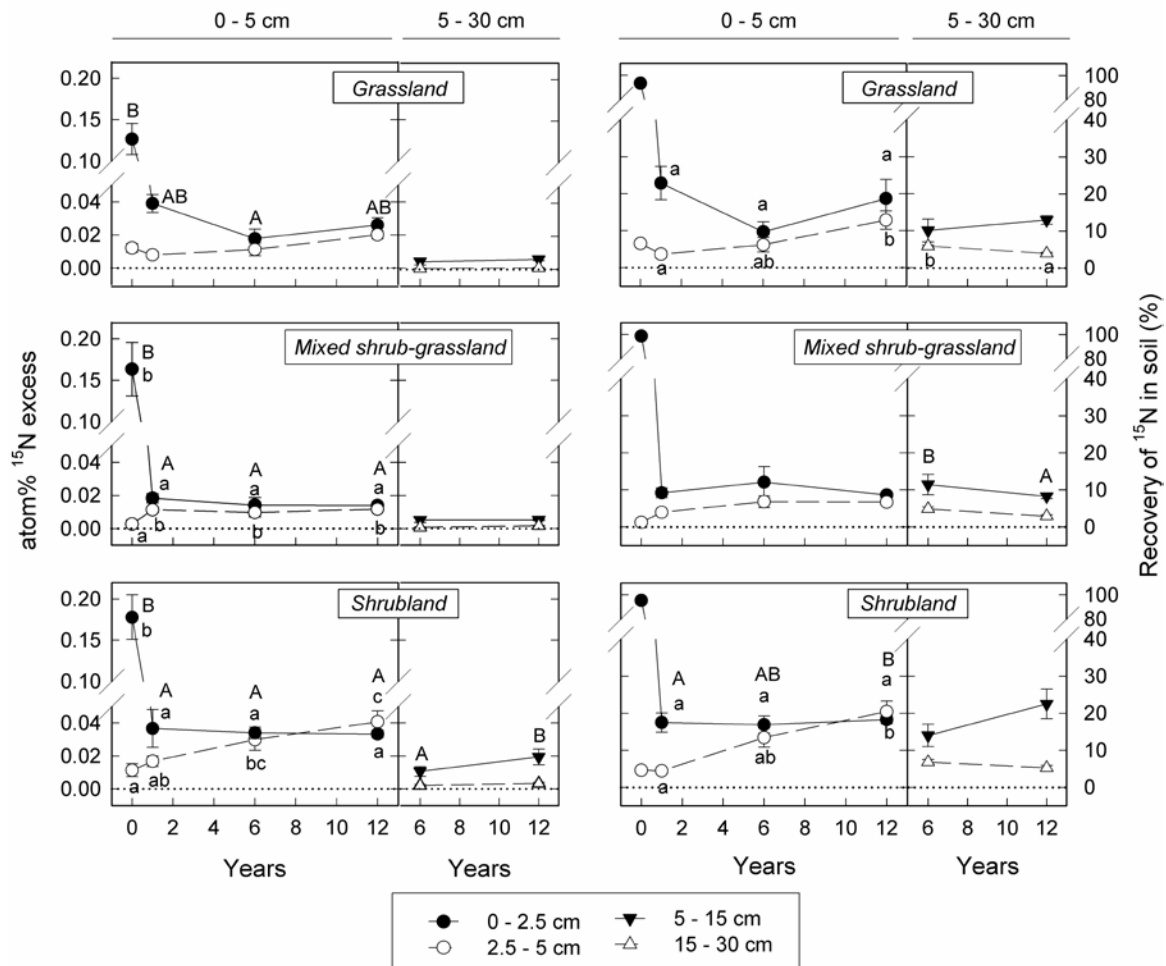 0 - 5 cm 5 - 30 cm 0 - 5 cm 5 - 30 cm
Grassland
0.20
0.15
0.10
0.04
0.02
0.00
B
AB
A
AB
Grassland
100
80
40
30
20
10
0
a
a
a
a
ab
b
b
a
Mixed shrub-grassland
0.20
0.15
0.10
0.04
0.02
0.00
B
b
A
a
A
a
A
a
a
b
b
b
Mixed shrub-grassland
100
80
40
30
20
10
0
B
A
Shrubland
0.20
0.15
0.10
0.04
0.02
0.00
B
b
A
a
A
a
A
c
a
ab
bc
a
A
B
Shrubland
100
80
40
30
20
10
0
A
a
AB
a
B
a
a
ab
b
atom% ¹⁵N excess
Recovery of ¹⁵N in soil (%)
0 2 4 6 8 10 12 6 8 10 12 0 2 4 6 8 10 12 6 8 10 12
Years Years Years Years
0 - 2.5 cm 5 - 15 cm
2.5 - 5 cm 15 - 30 cm